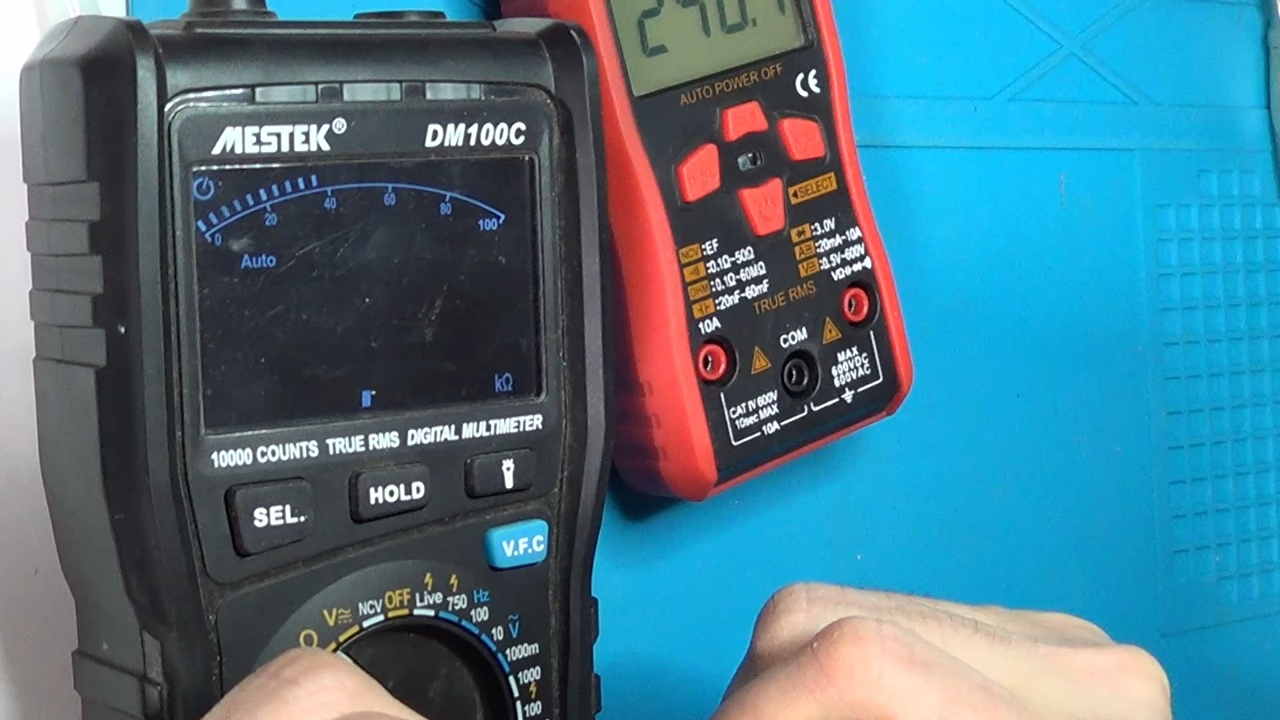 MESTEK® DM100C
0 20 40 60 80 100
Auto
kΩ
10000 COUNTS TRUE RMS DIGITAL MULTIMETER
SEL. HOLD
V.F.C
V NCV OFF Live 750 Hz
100
10 V
1000m
1000
100
AUTO POWER OFF CE
◄SELECT
NCV :EF
:0.1Ω~50Ω
OHM :0.1Ω~60MΩ
:20nF~60mF
:3.0V
A :20mA~10A
V :0.5V~600V
VΩ
TRUE RMS
10A
COM
MAX
600VDC
600VAC
CAT IV 600V
10sec MAX
10A